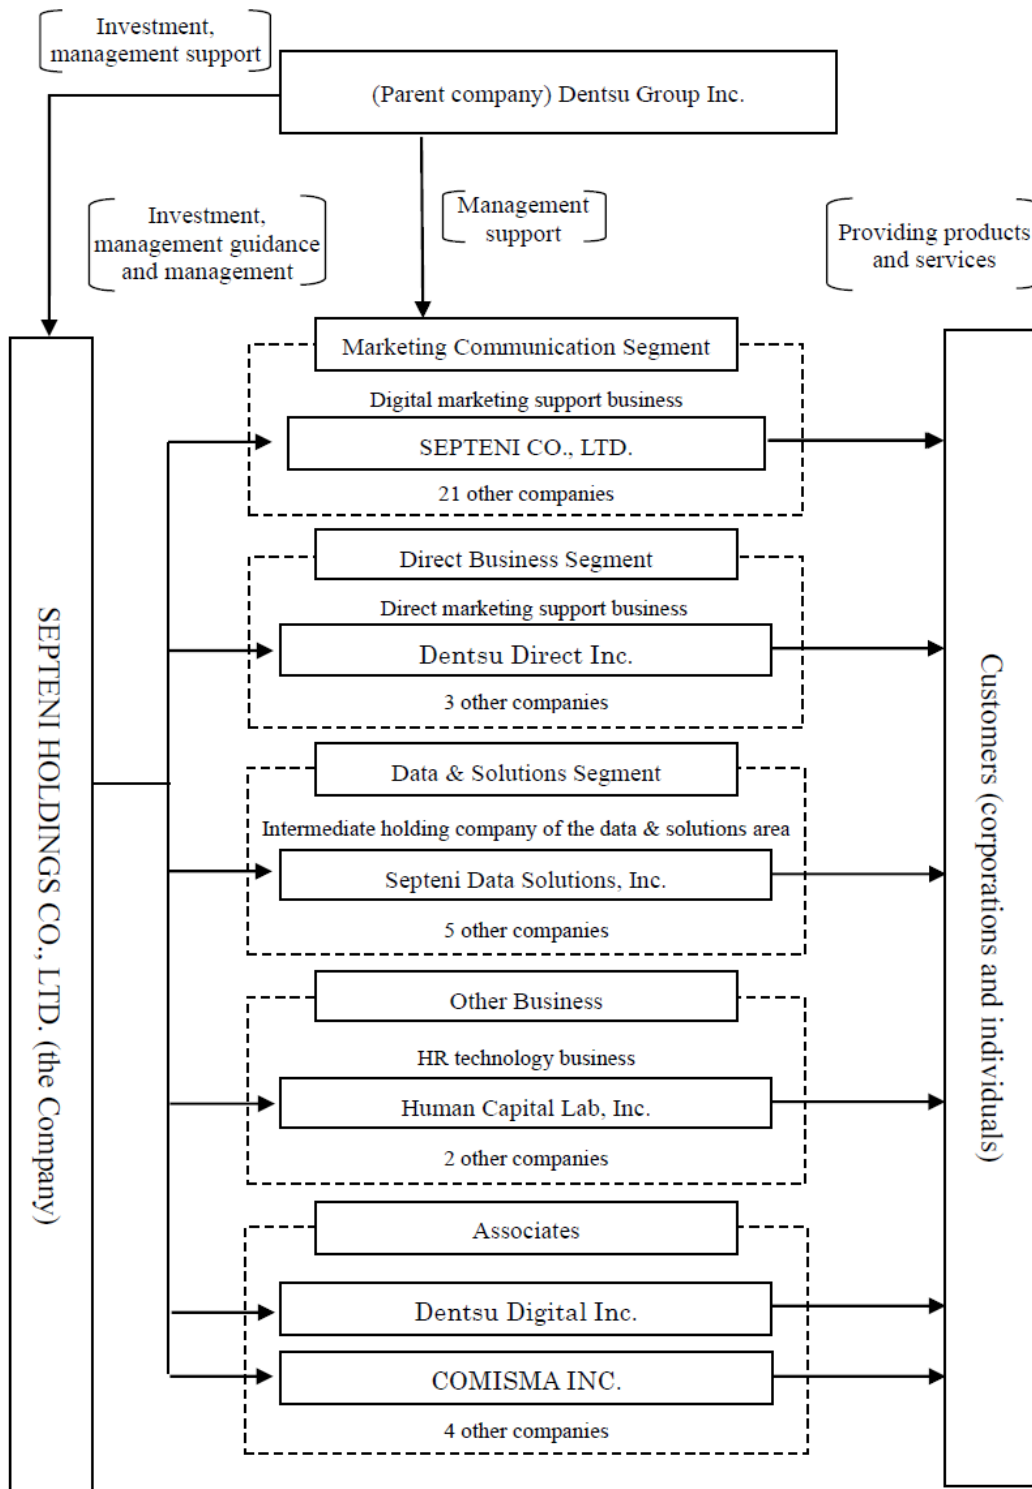 Investment,
management support
(Parent company) Dentsu Group Inc.
Investment,
management guidance
and management
Management
support
Providing products
and services
SEPTENI HOLDINGS CO., LTD. (the Company)
Marketing Communication Segment
Digital marketing support business
SEPTENI CO., LTD.
21 other companies
Direct Business Segment
Direct marketing support business
Dentsu Direct Inc.
3 other companies
Data & Solutions Segment
Intermediate holding company of the data & solutions area
Septeni Data Solutions, Inc.
5 other companies
Other Business
HR technology business
Human Capital Lab, Inc.
2 other companies
Associates
Dentsu Digital Inc.
COMISMA INC.
4 other companies
Customers (corporations and individuals)